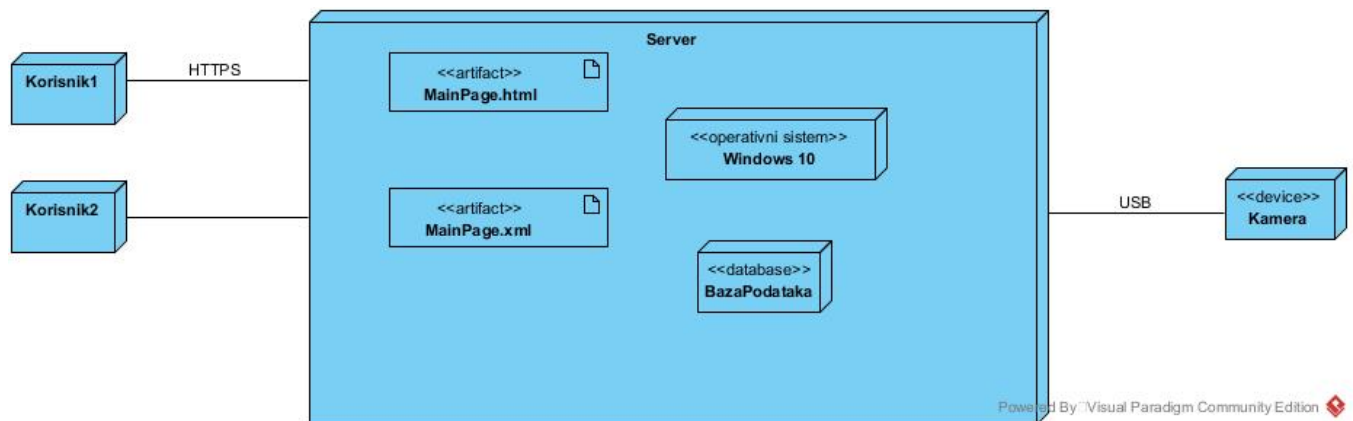 Server
Korisnik1
HTTPS
<<artifact>>
MainPage.html
<<operativni sistem>>
Windows 10
Korisnik2
<<artifact>>
MainPage.xml
USB
<<device>>
Kamera
<<database>>
BazaPodataka
Powered By Visual Paradigm Community Edition